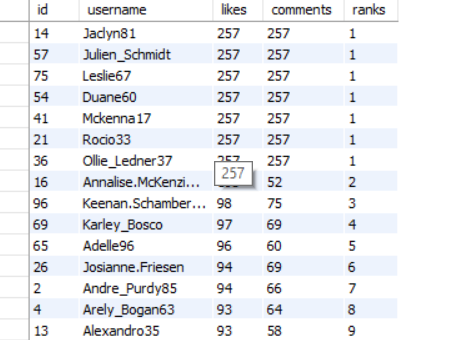 id username likes comments ranks
14 Jaclyn81 257 257 1
57 Julien_Schmidt 257 257 1
75 Leslie67 257 257 1
54 Duane60 257 257 1
41 Mckenna17 257 257 1
21 Rocio33 257 257 1
36 Ollie_Ledner37 257 257 1
257
16 Annalise.McKenzi... 52 2
96 Keenan.Schamber... 98 75 3
69 Karley_Bosco 97 69 4
65 Adelle96 96 60 5
26 Josianne.Friesen 94 69 6
2 Andre_Purdy85 94 66 7
4 Arely_Bogan63 93 64 8
13 Alexandro35 93 58 9